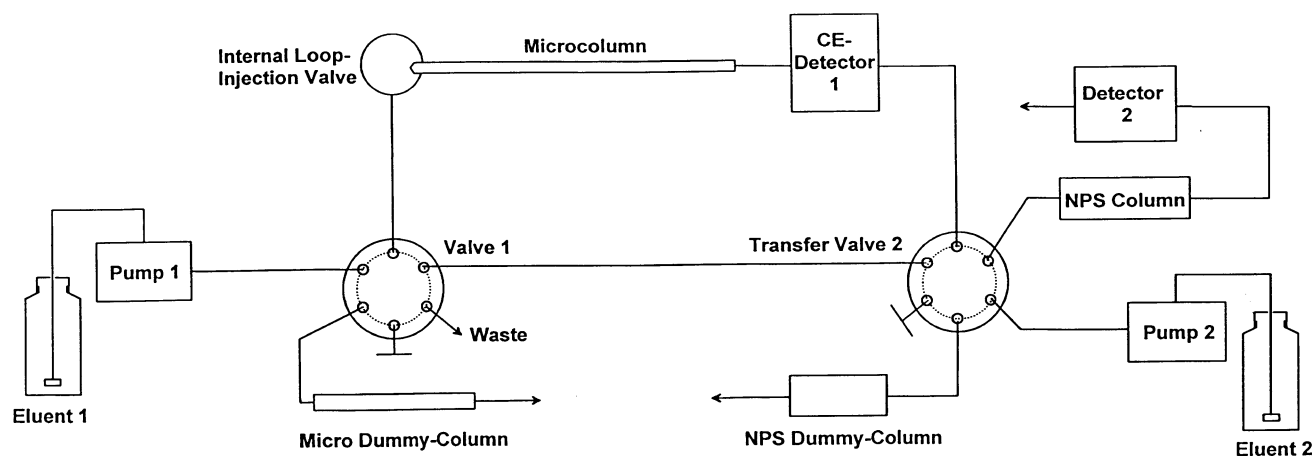 Internal Loop-
Injection Valve
Microcolumn
CE-
Detector
1
Detector
2
NPS Column
Valve 1
Transfer Valve 2
Pump 1
Pump 2
Waste
Eluent 1
Micro Dummy-Column
NPS Dummy-Column
Eluent 2